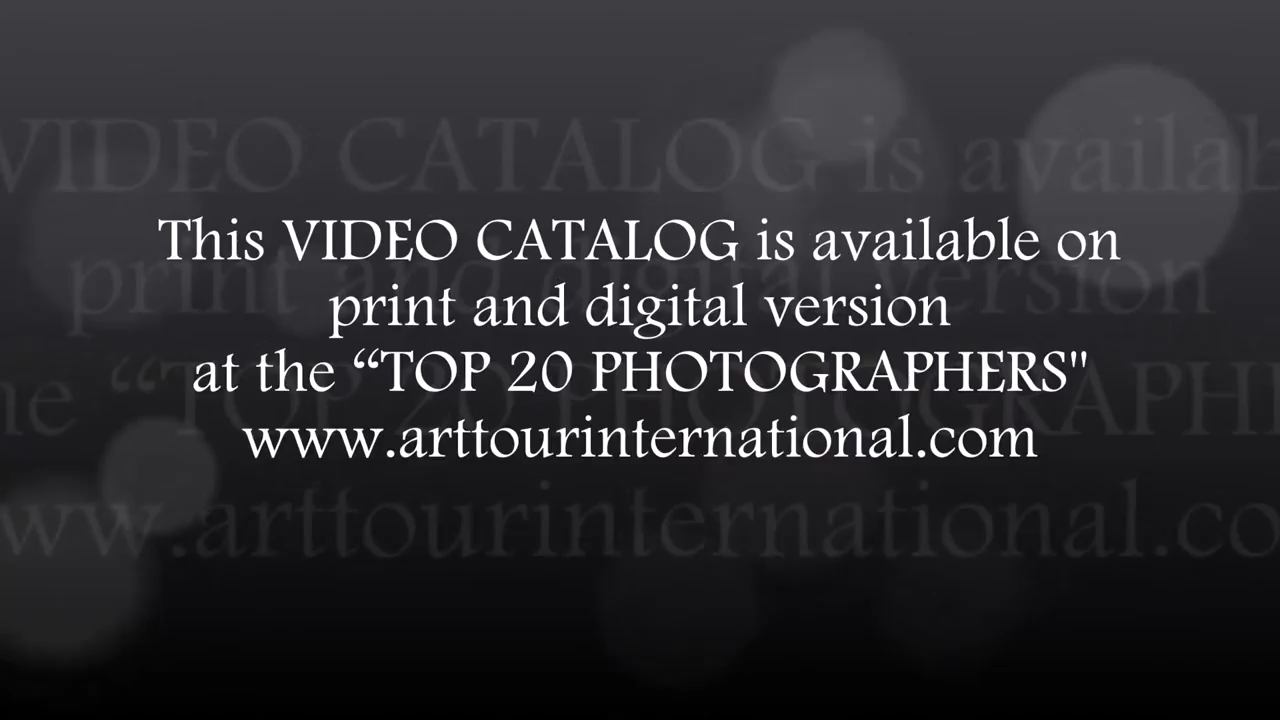 This VIDEO CATALOG is available on
print and digital version
at the “TOP 20 PHOTOGRAPHERS"
www.arttourinternational.com